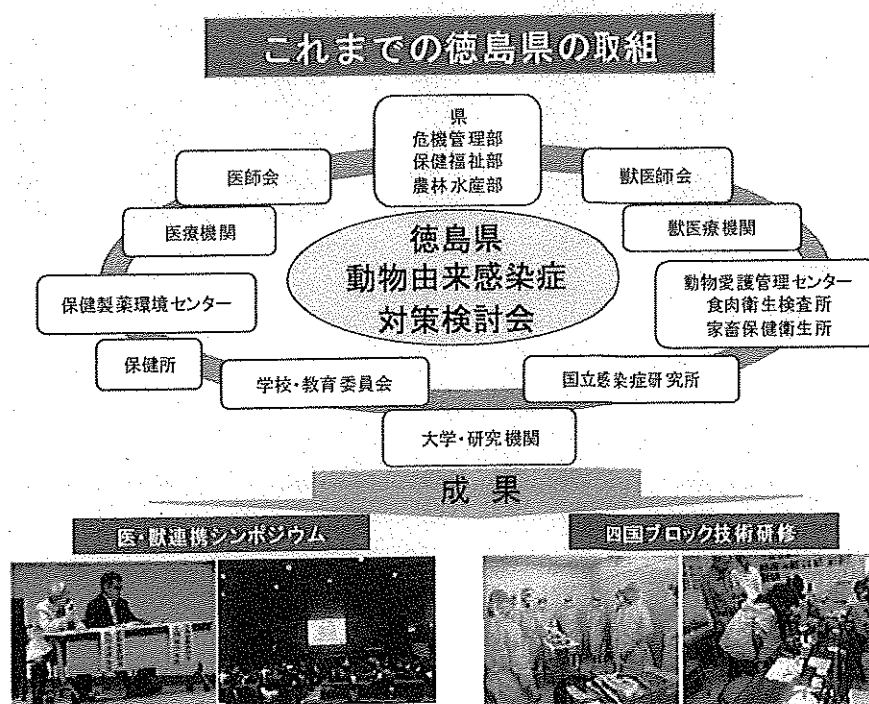 これまでの徳島県の取組
県
危機管理部
保健福祉部
農林水産部
医師会
獣医師会
医療機関
獣医療機関
徳島県
動物由来感染症
対策検討会
保健製薬環境センター
動物愛護管理センター
食肉衛生検査所
家畜保健衛生所
保健所
学校・教育委員会
国立感染症研究所
大学・研究機関
成 果
医・獣連携シンポジウム
四国ブロック技術研修